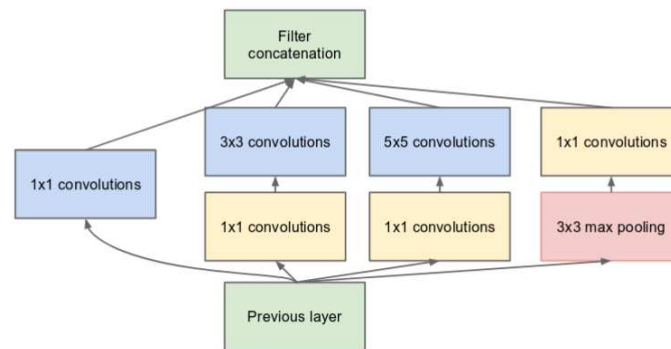 Filter
concatenation
3x3 convolutions
5x5 convolutions
1x1 convolutions
1x1 convolutions
1x1 convolutions
1x1 convolutions
3x3 max pooling
Previous layer